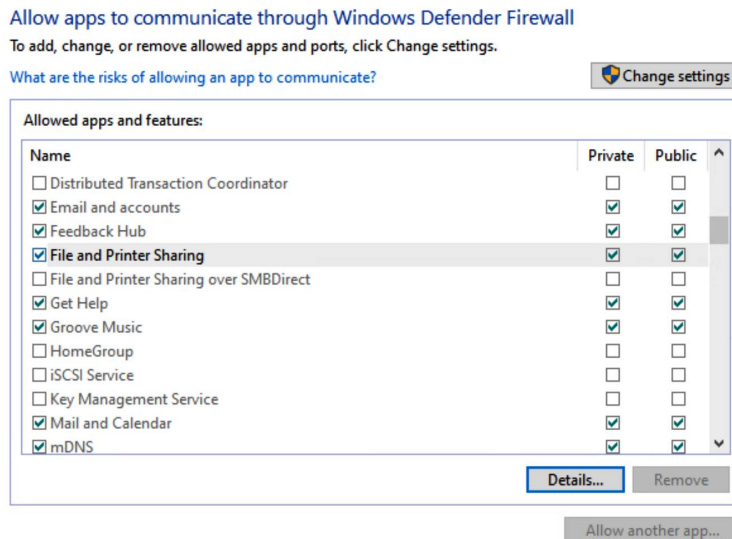 Allow apps to communicate through Windows Defender Firewall
To add, change, or remove allowed apps and ports, click Change settings.
What are the risks of allowing an app to communicate?
Change settings
Allowed apps and features:
Name Private Public
Distributed Transaction Coordinator
Email and accounts
Feedback Hub
File and Printer Sharing
File and Printer Sharing over SMBDirect
Get Help
Groove Music
HomeGroup
iSCSI Service
Key Management Service
Mail and Calendar
mDNS
Details... Remove
Allow another app...